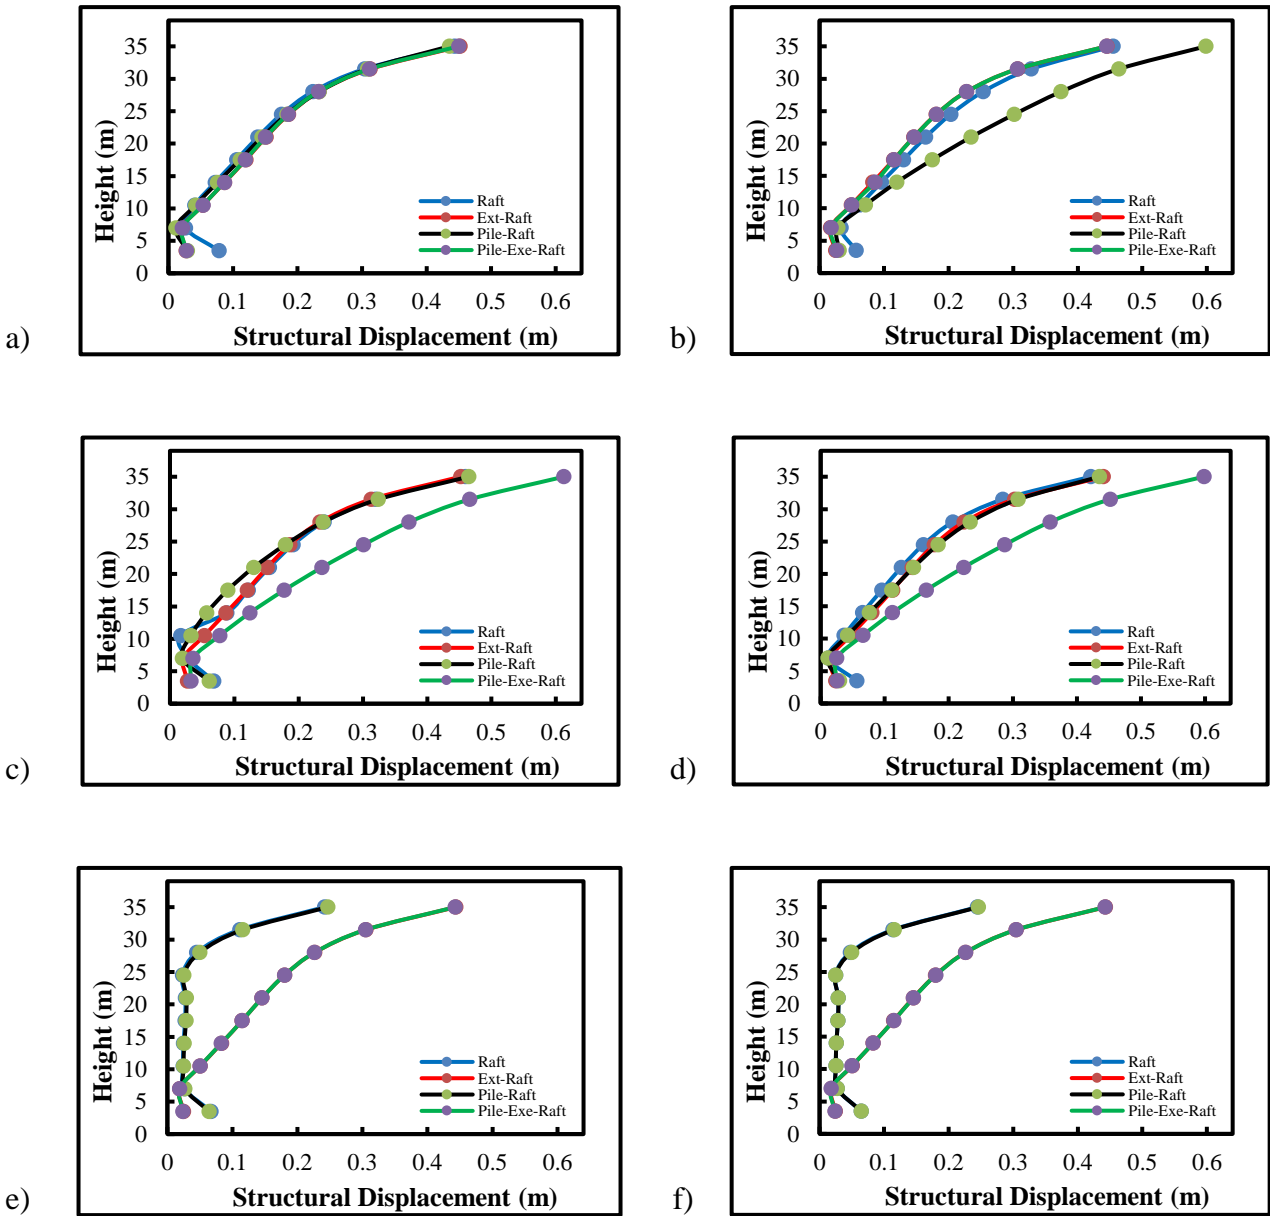 35
30
25
20
15
10
5
0
Height (m)
Raft
Ext-Raft
Pile-Raft
Pile-Exe-Raft
0 0.1 0.2 0.3 0.4 0.5 0.6
Structural Displacement (m)
a)
35
30
25
20
15
10
5
0
Height (m)
Raft
Ext-Raft
Pile-Raft
Pile-Exe-Raft
0 0.1 0.2 0.3 0.4 0.5 0.6
Structural Displacement (m)
b)
35
30
25
20
15
10
5
0
Height (m)
Raft
Ext-Raft
Pile-Raft
Pile-Exe-Raft
0 0.1 0.2 0.3 0.4 0.5 0.6
Structural Displacement (m)
c)
35
30
25
20
15
10
5
0
Height (m)
Raft
Ext-Raft
Pile-Raft
Pile-Exe-Raft
0 0.1 0.2 0.3 0.4 0.5 0.6
Structural Displacement (m)
d)
35
30
25
20
15
10
5
0
Height (m)
Raft
Ext-Raft
Pile-Raft
Pile-Exe-Raft
0 0.1 0.2 0.3 0.4 0.5 0.6
Structural Displacement (m)
e)
35
30
25
20
15
10
5
0
Height (m)
Raft
Ext-Raft
Pile-Raft
Pile-Exe-Raft
0 0.1 0.2 0.3 0.4 0.5 0.6
Structural Displacement (m)
f)